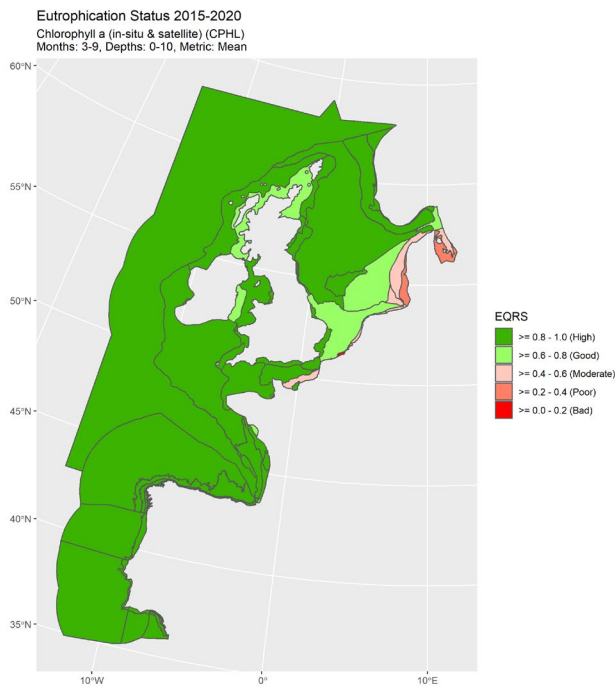 Eutrophication Status 2015-2020
Chlorophyll a (in-situ & satellite) (CPHL)
Months: 3-9, Depths: 0-10, Metric: Mean
60°N
55°N
50°N
45°N
40°N
35°N
10°W
0°
10°E
EQRS
>= 0.8 - 1.0 (High)
>= 0.6 - 0.8 (Good)
>= 0.4 - 0.6 (Moderate)
>= 0.2 - 0.4 (Poor)
>= 0.0 - 0.2 (Bad)